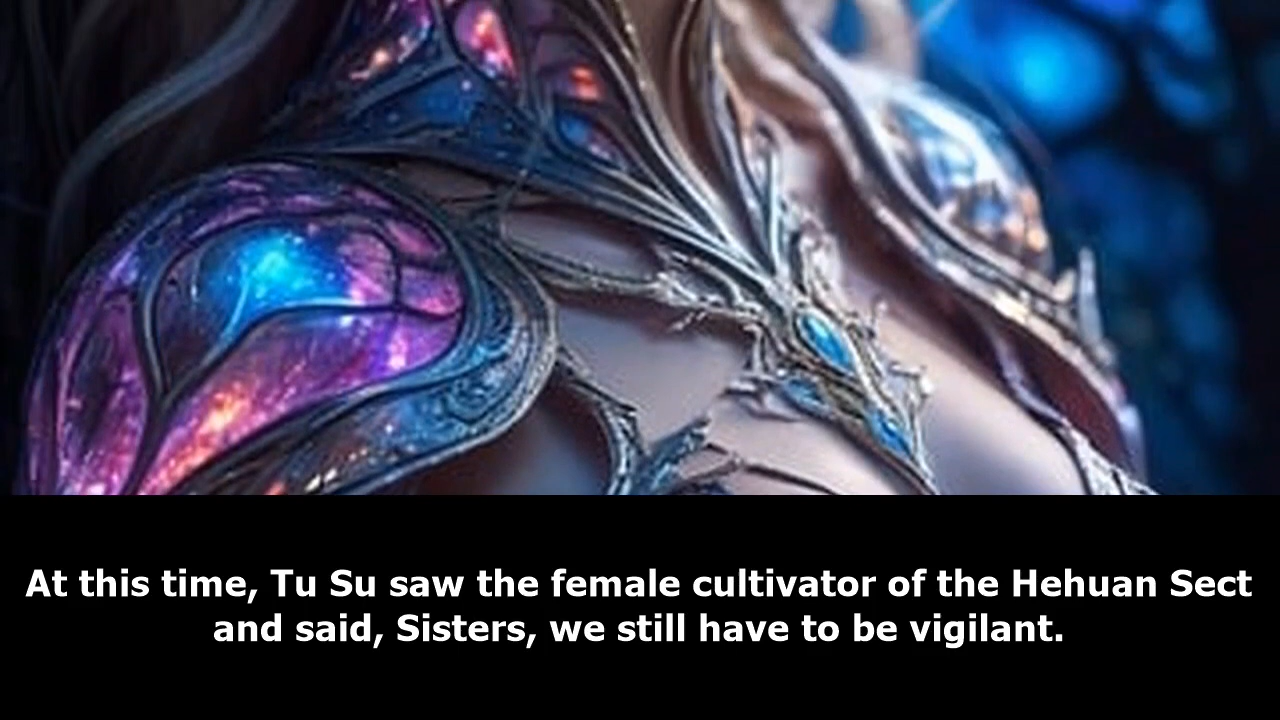 At this time, Tu Su saw the female cultivator of the Hehuan Sect
and said, Sisters, we still have to be vigilant.